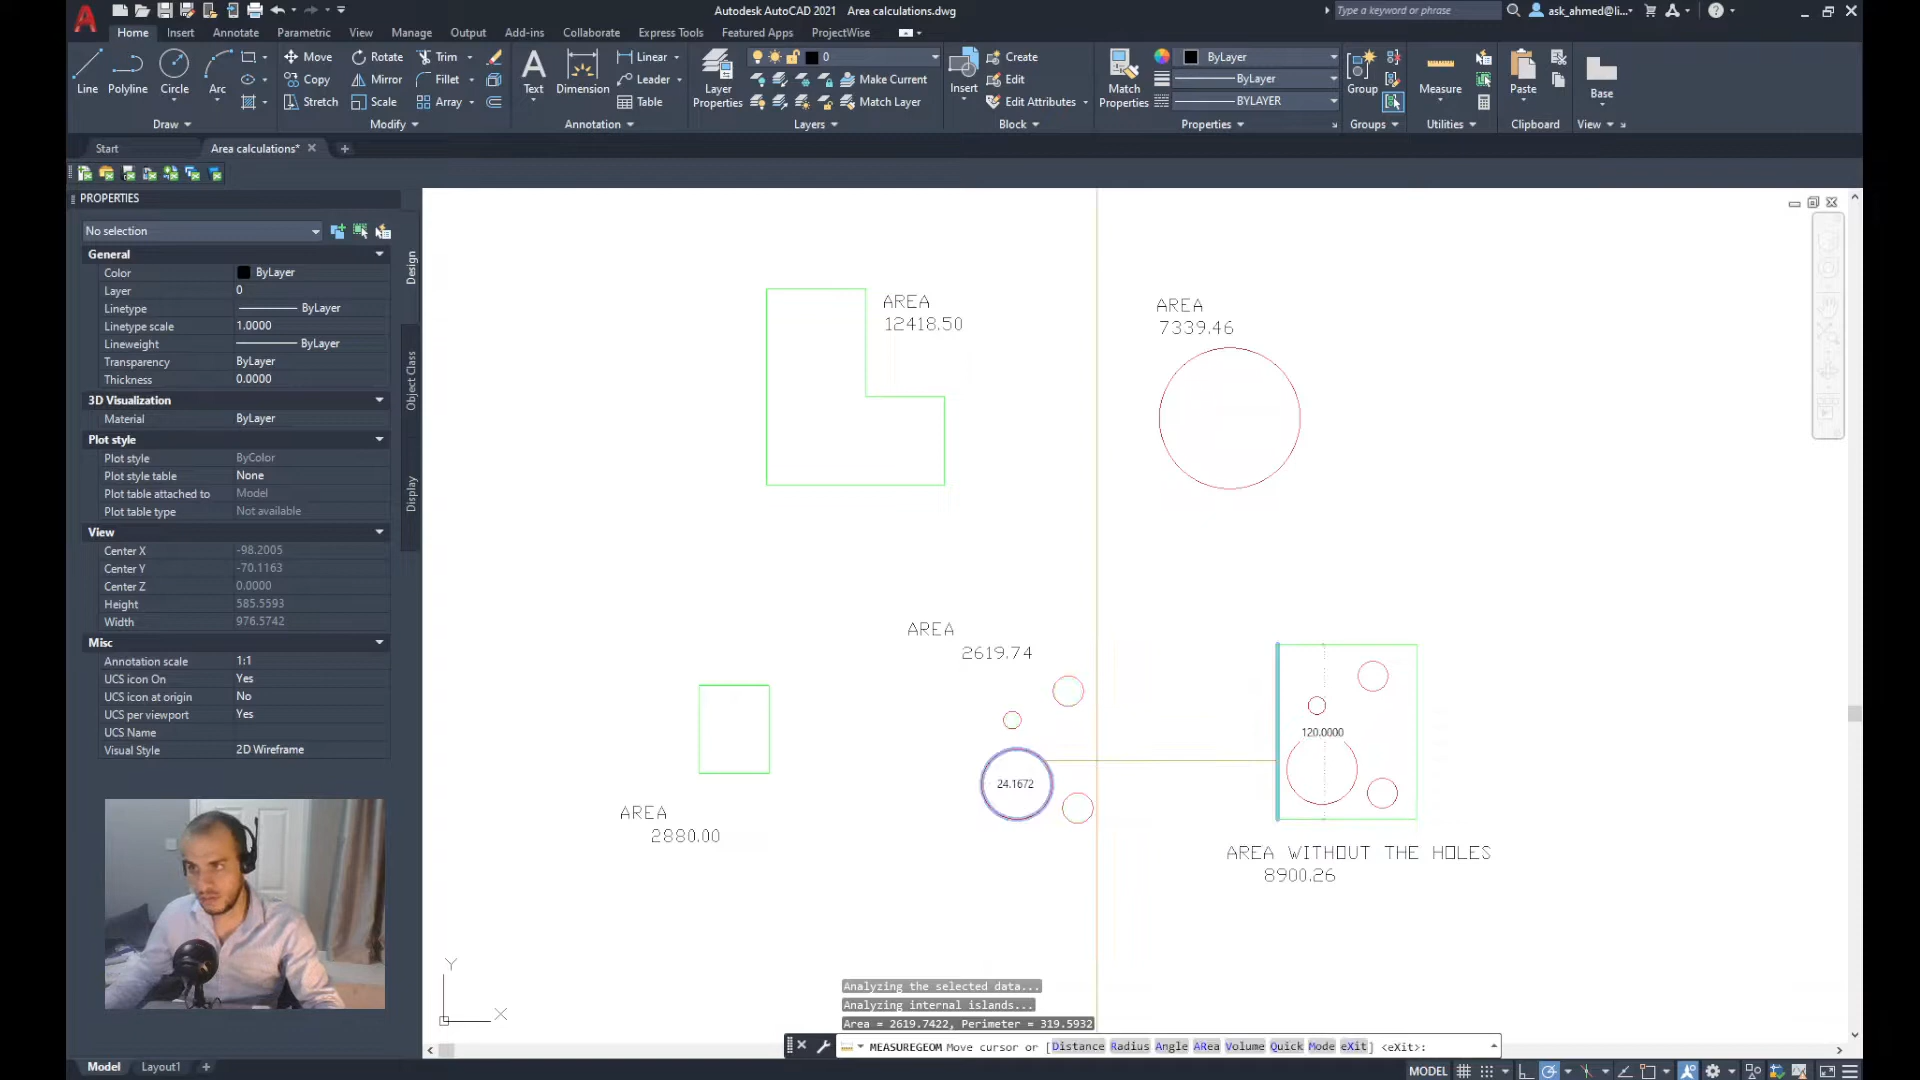 Autodesk AutoCAD 2021 Area calculations.dwg
Type a keyword or phrase
ask_ahmed@li...
Home Insert Annotate Parametric View Manage Output Add-ins Collaborate Express Tools Featured Apps ProjectWise
Line Polyline Circle Arc
Move Rotate Trim
Copy Mirror Fillet
Stretch Scale Array
Text Dimension
Linear
Leader
Table
Layer Properties
0
Make Current
Match Layer
Insert
Create
Edit
Edit Attributes
Match Properties
ByLayer
ByLayer
BYLAYER
Group
Measure
Paste
Base
Draw Modify Annotation Layers Block Properties Groups Utilities Clipboard View
Start Area calculations*
PROPERTIES
No selection
General
Color ByLayer
Layer 0
Linetype ByLayer
Linetype scale 1.0000
Lineweight ByLayer
Transparency ByLayer
Thickness 0.0000
3D Visualization
Material ByLayer
Plot style
Plot style ByColor
Plot style table None
Plot table attached to Model
Plot table type Not available
View
Center X -98.2005
Center Y -70.1163
Center Z 0.0000
Height 585.5593
Width 976.5742
Misc
Annotation scale 1:1
UCS icon On Yes
UCS icon at origin No
UCS per viewport Yes
UCS Name
Visual Style 2D Wireframe
Design
Object Class
Display
AREA
12418.50
AREA
7339.46
AREA
2619.74
24.1672
120.0000
AREA
2880.00
AREA WITHOUT THE HOLES
8900.26
Y
X
Analyzing the selected data...
Analyzing internal islands...
Area = 2619.7422, Perimeter = 319.5932
MEASUREGEOM Move cursor or [Distance Radius Angle ARea Volume Quick Mode eXit] <eXit>:
Model Layout1
MODEL